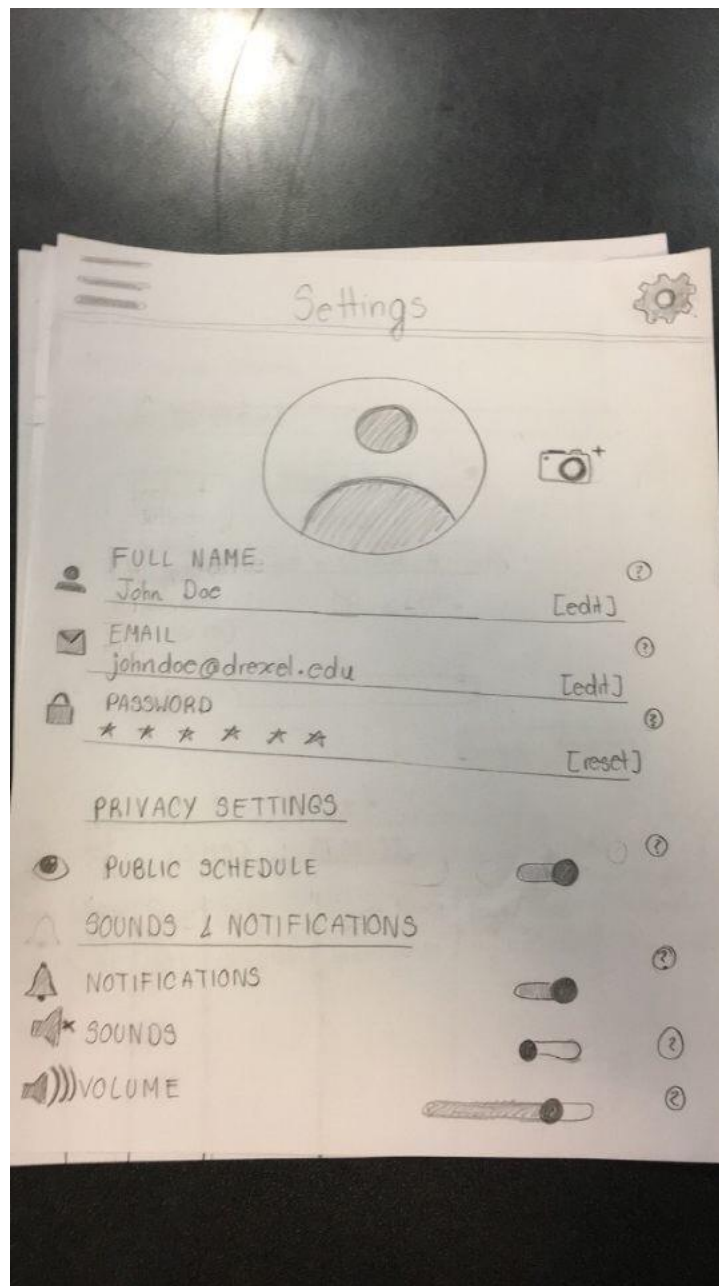 Settings
FULL NAME ?
John Doe [edit]
EMAIL ?
johndoe@drexel.edu [edit]
PASSWORD ?
* * * * * * [reset]
PRIVACY SETTINGS
PUBLIC SCHEDULE ?
SOUNDS & NOTIFICATIONS
NOTIFICATIONS ?
SOUNDS ?
VOLUME ?